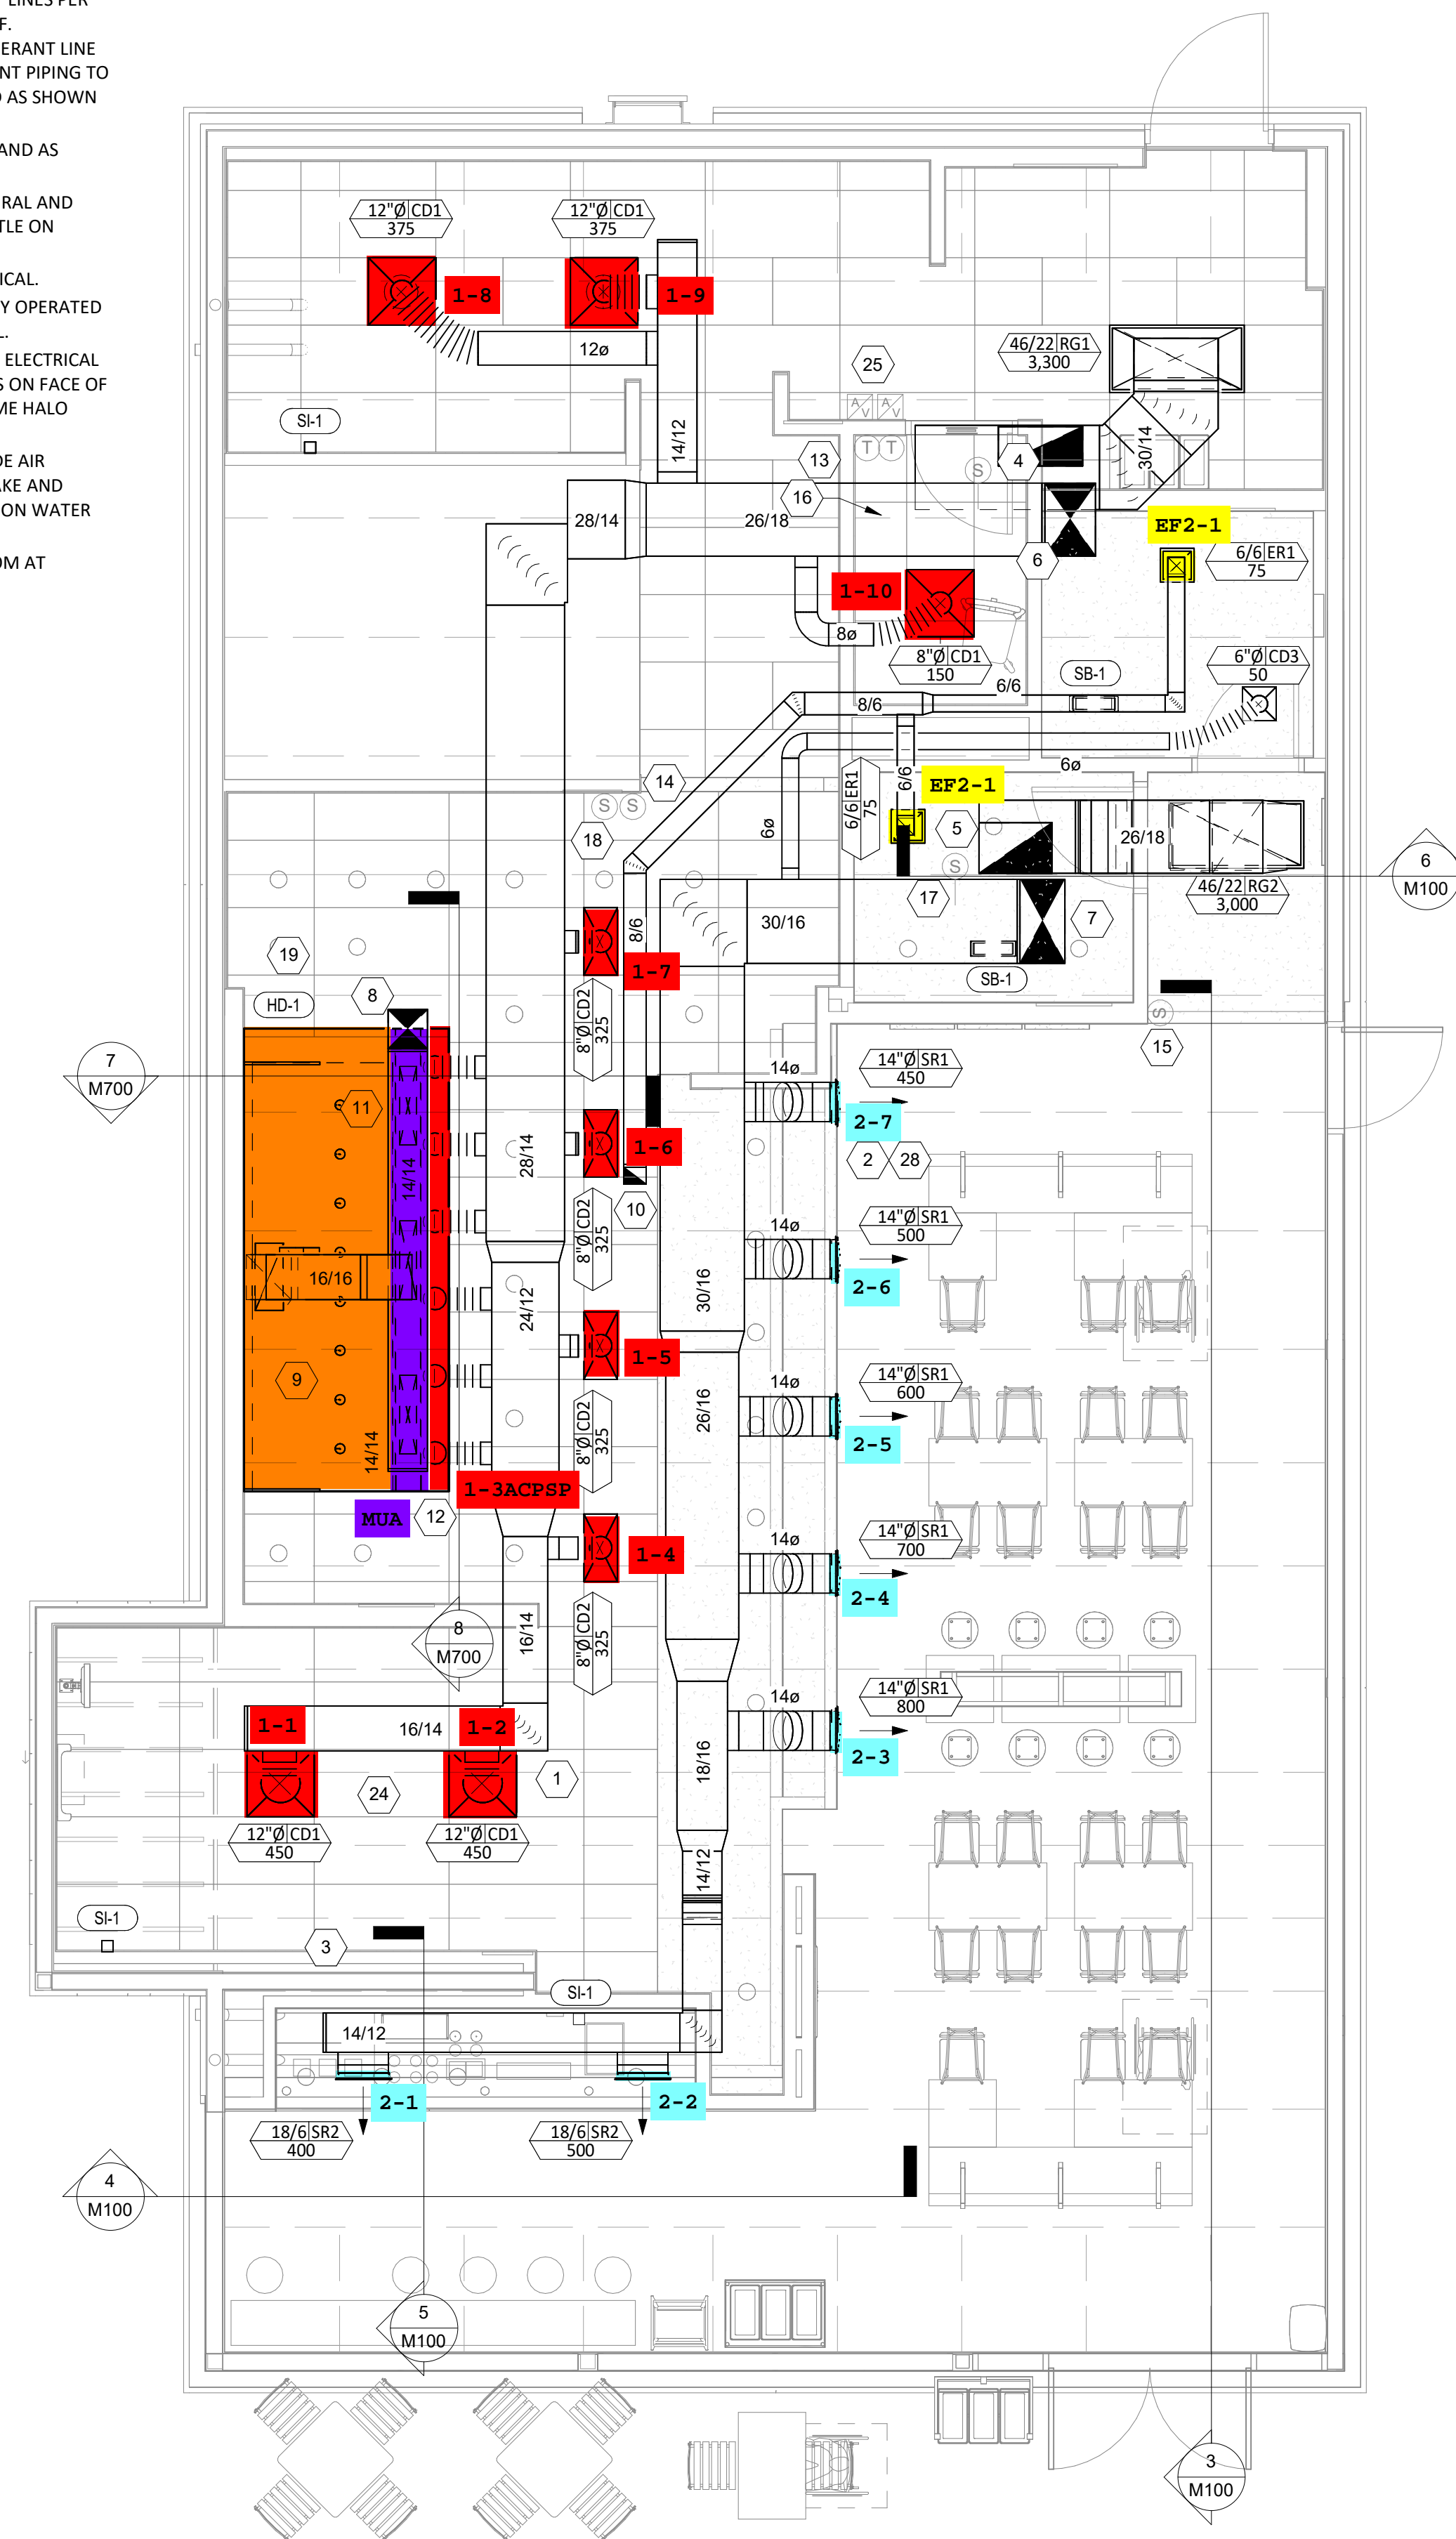 LINES PER
F.
ERANT LINE
NT PIPING TO
D AS SHOWN
AND AS
RAL AND
TLE ON
ICAL.
Y OPERATED
L.
ELECTRICAL
S ON FACE OF
ME HALO
DE AIR
AKE AND
ON WATER
OM AT
12"Ø CD1
375
12"Ø CD1
375
1-8
1-9
12ø
46/22 RG1
3,300
25
A/V
A/V
SI-1
14/12
30/14
13
T
T
S
4
16
28/14
26/18
EF2-1
6
6/6 ER1
75
1-10
8ø
8"Ø CD1
150
SB-1
6"Ø CD3
50
6/6
8/6
6/6
6ø
14
EF2-1
6/6 ER1
75
S
S
5
18
6ø
26/18
6
M100
S
46/22 RG2
3,000
17
7
30/16
8/6
19
1-7
SB-1
8
HD-1
8"Ø CD2
325
S
15
7
M700
14ø
14"Ø SR1
450
11
2-7
14/14
28/14
1-6
2
28
10
8"Ø CD2
325
14ø
14"Ø SR1
500
16/16
2-6
30/16
24/12
1-5
9
14ø
14"Ø SR1
600
26/16
8"Ø CD2
325
2-5
14/14
1-3ACPSP
MUA
12
14ø
14"Ø SR1
700
1-4
2-4
8
M700
16/14
8"Ø CD2
325
14ø
14"Ø SR1
800
1-1
1-2
16/14
2-3
18/16
24
1
12"Ø CD1
450
12"Ø CD1
450
14/12
SI-1
3
SI-1
14/12
2-1
2-2
18/6 SR2
400
18/6 SR2
500
4
M100
5
M100
3
M100